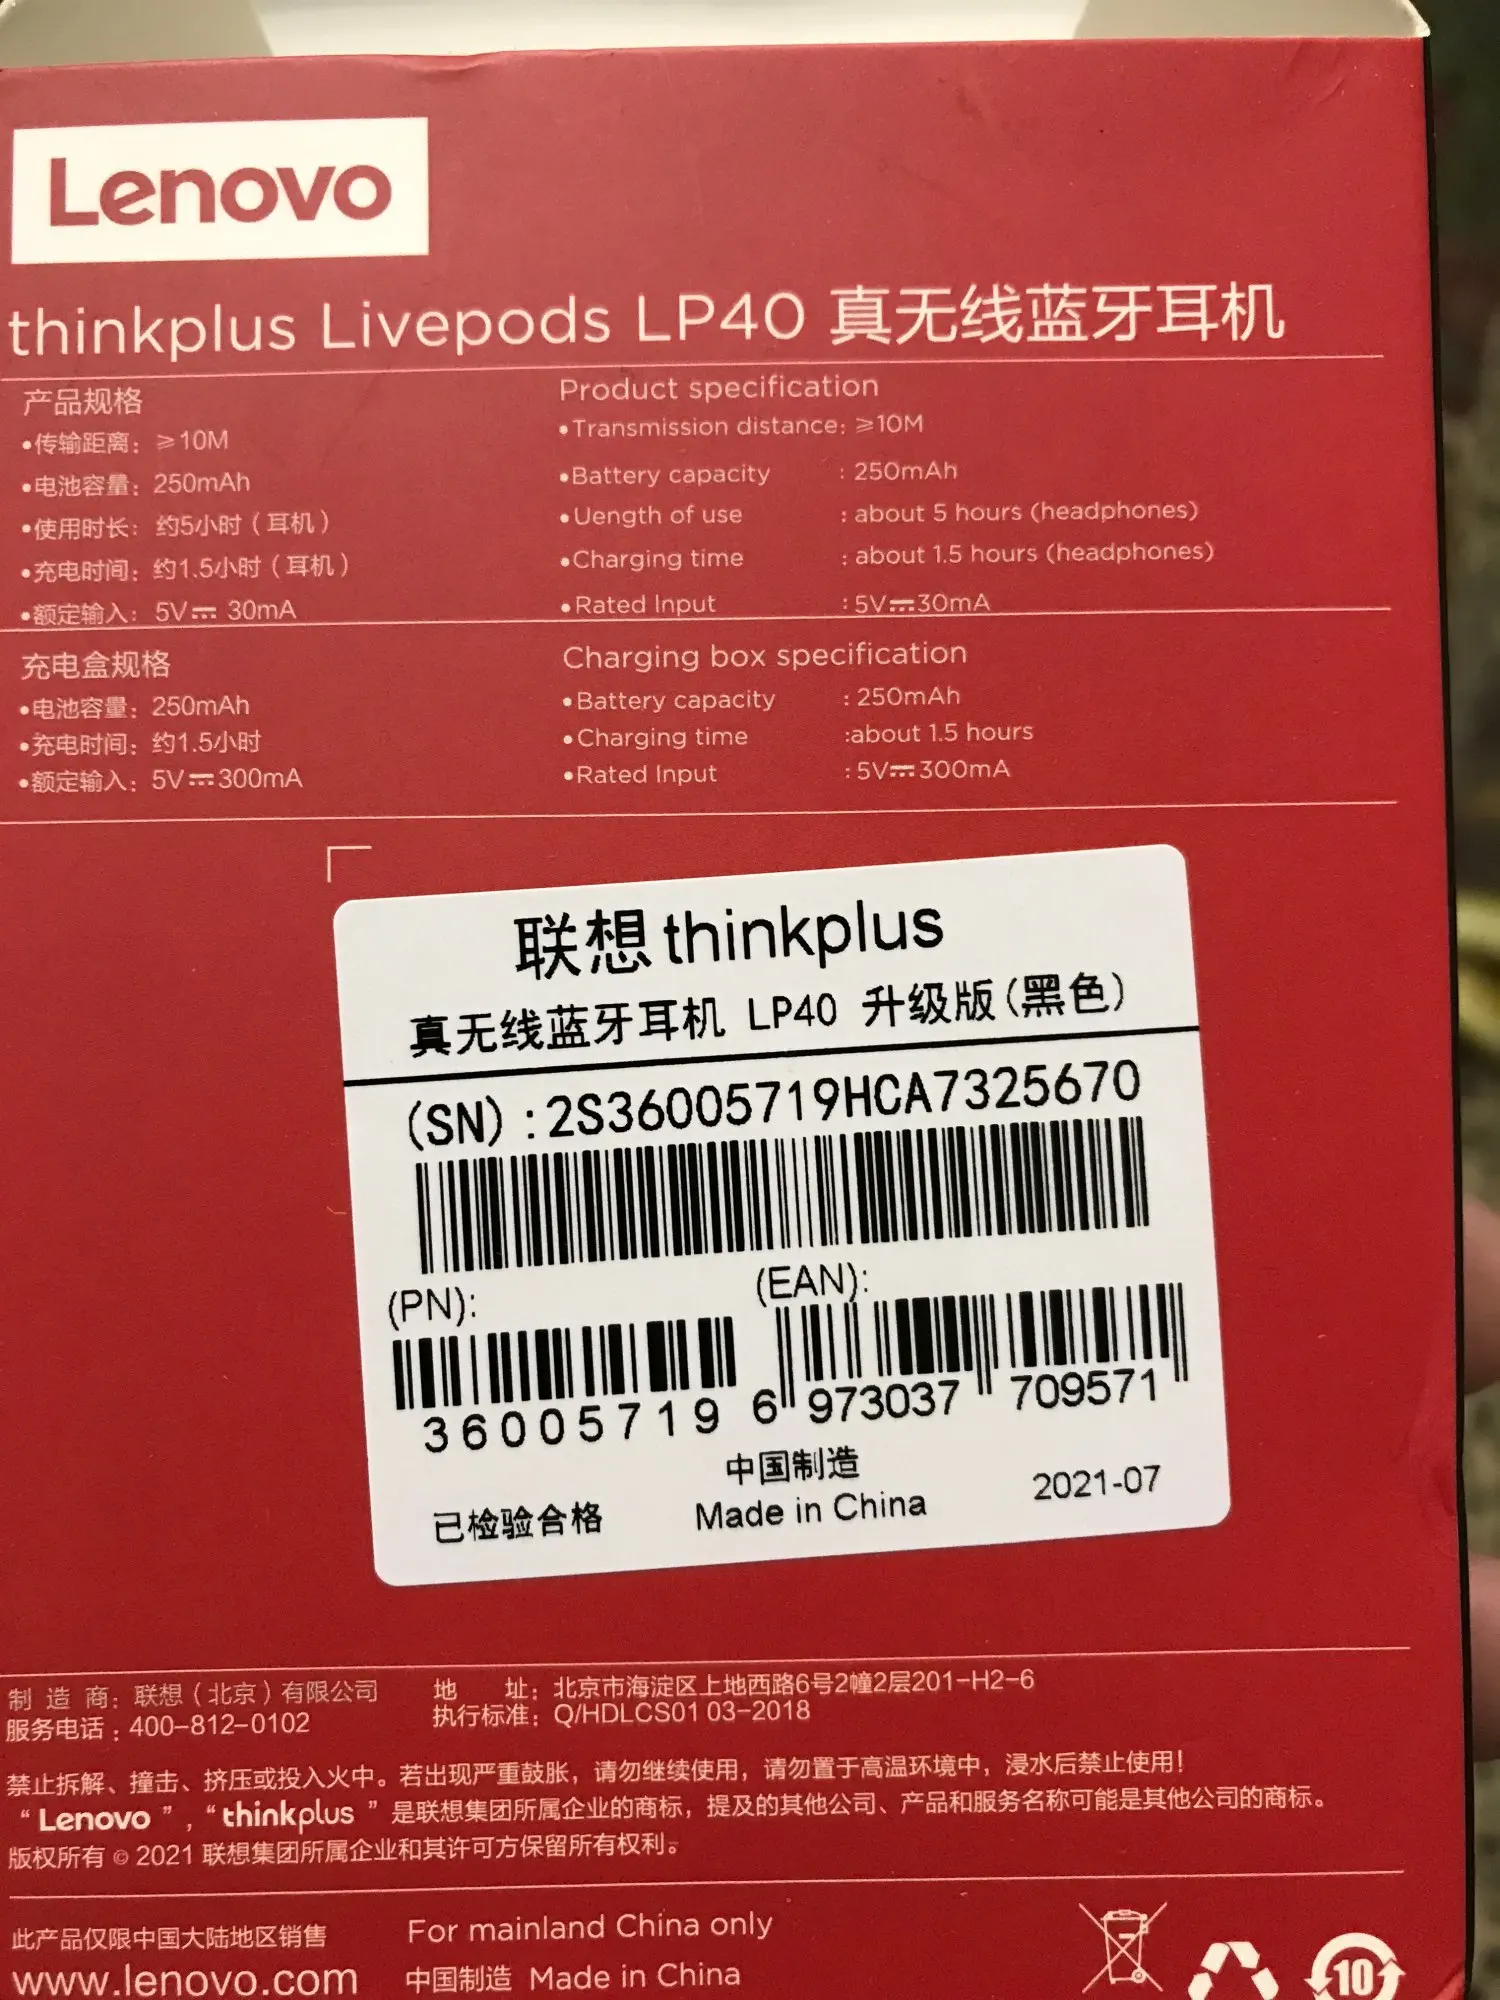 Lenovo
thinkplus Livepods LP40 真无线蓝牙耳机
产品规格
•传输距离：≥10M
•电池容量：250mAh
•使用时长：约5小时（耳机）
•充电时间：约1.5小时（耳机）
•额定输入：5V⎓ 30mA
Product specification
•Transmission distance: ≥10M
•Battery capacity : 250mAh
•Uength of use : about 5 hours (headphones)
•Charging time : about 1.5 hours (headphones)
•Rated Input : 5V⎓30mA
充电盒规格
•电池容量：250mAh
•充电时间：约1.5小时
•额定输入：5V⎓300mA
Charging box specification
•Battery capacity : 250mAh
•Charging time :about 1.5 hours
•Rated Input : 5V⎓300mA
联想thinkplus
真无线蓝牙耳机 LP40 升级版(黑色)
(SN):2S36005719HCA7325670
(PN):
36005719
(EAN):
6 973037 709571
已检验合格
中国制造
Made in China
2021-07
制 造 商：联想（北京）有限公司
服务电话：400-812-0102
地 址：北京市海淀区上地西路6号2幢2层201-H2-6
执行标准：Q/HDLCS01 03-2018
禁止拆解、撞击、挤压或投入火中。若出现严重鼓胀，请勿继续使用，请勿置于高温环境中，浸水后禁止使用！
“Lenovo”,“thinkplus”是联想集团所属企业的商标，提及的其他公司、产品和服务名称可能是其他公司的商标。
版权所有 © 2021 联想集团所属企业和其许可方保留所有权利。
此产品仅限中国大陆地区销售
www.lenovo.com
For mainland China only
中国制造 Made in China
10